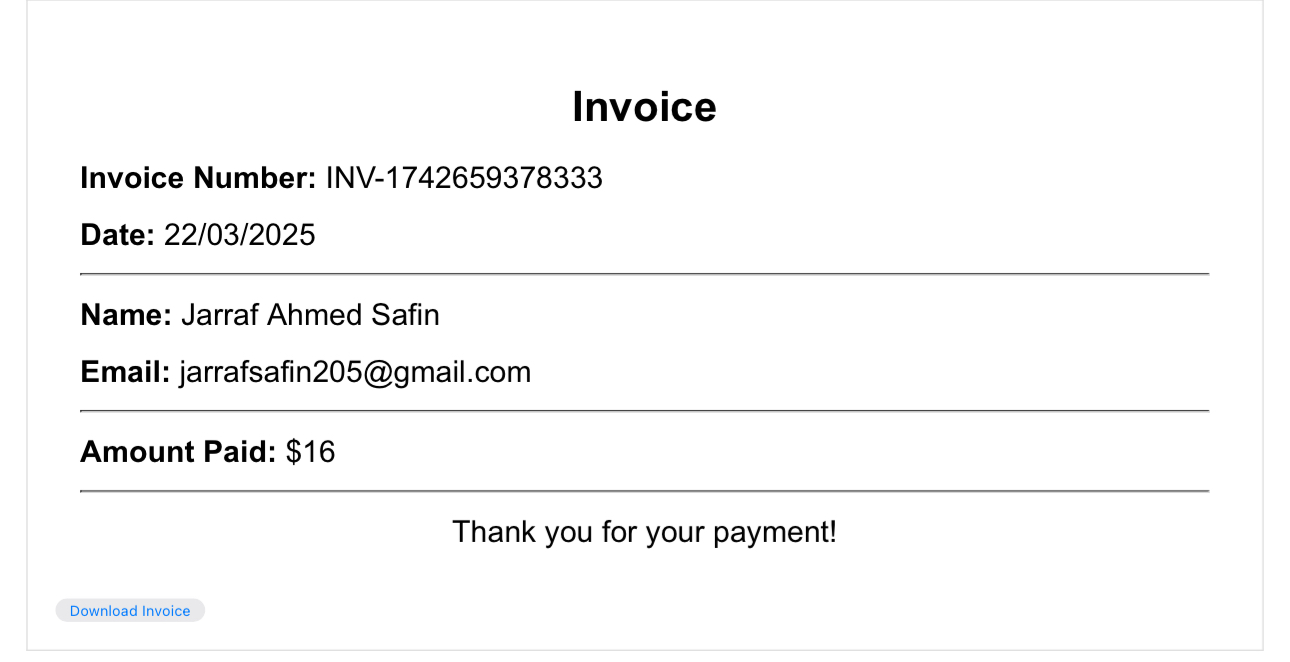 Invoice
Invoice Number: INV-1742659378333
Date: 22/03/2025
Name: Jarraf Ahmed Safin
Email: jarrafsafin205@gmail.com
Amount Paid: $16
Thank you for your payment!
Download Invoice